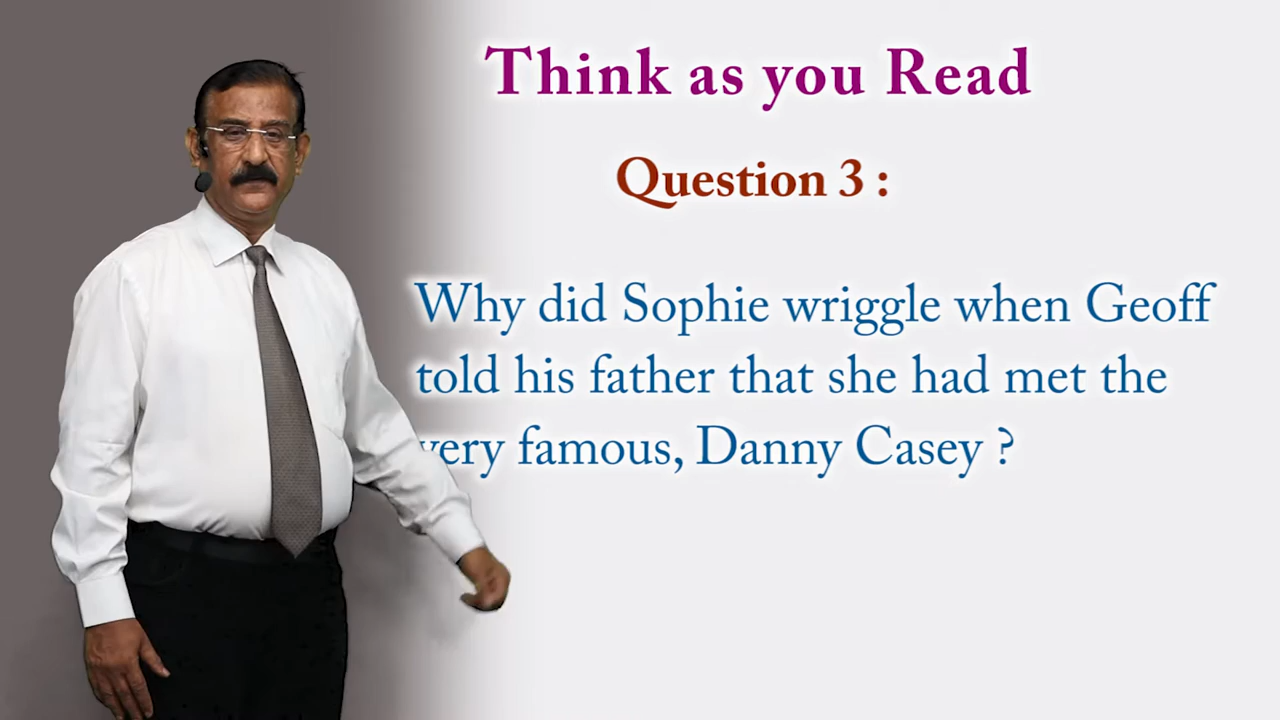 Think as you Read
Question 3 :
Why did Sophie wriggle when Geoff
told his father that she had met the
very famous, Danny Casey ?